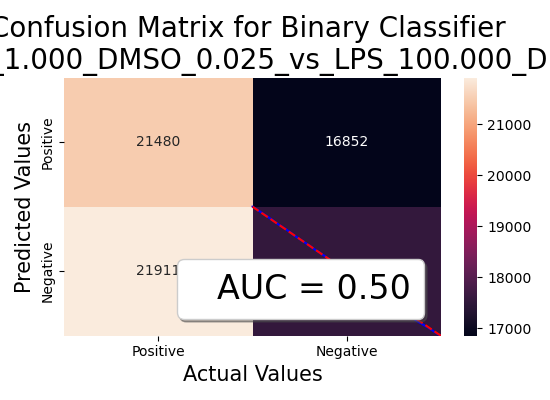 Confusion Matrix for Binary Classifier
_1.000_DMSO_0.025_vs_LPS_100.000_D
Predicted Values
Positive
Negative
21480
16852
21911
AUC = 0.50
Positive
Negative
Actual Values
21000
20000
19000
18000
17000